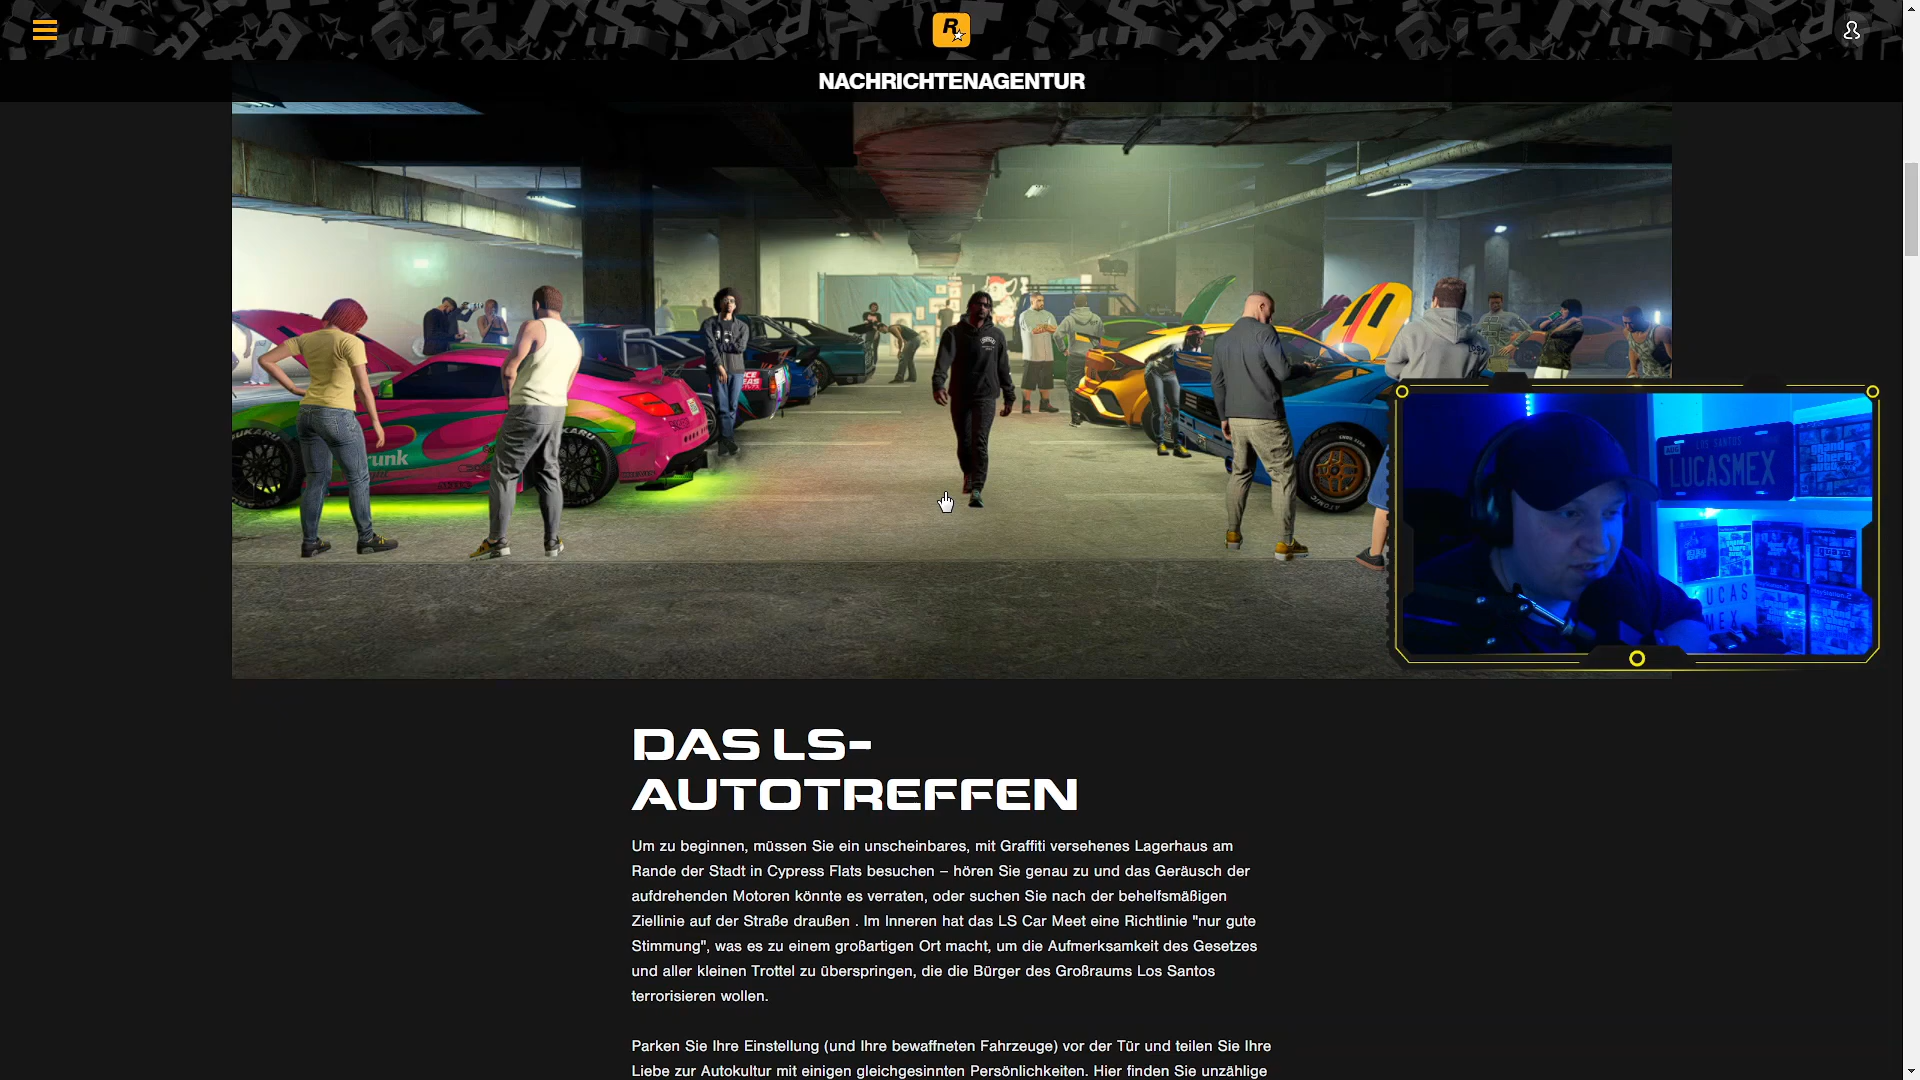 NACHRICHTENAGENTUR
LOS SANTOS
AUG
LUCASMEX
LUCAS
MEX
DAS LS-
AUTOTREFFEN
Um zu beginnen, müssen Sie ein unscheinbares, mit Graffiti versehenes Lagerhaus am
Rande der Stadt in Cypress Flats besuchen – hören Sie genau zu und das Geräusch der
aufdrehenden Motoren könnte es verraten, oder suchen Sie nach der behelfsmäßigen
Ziellinie auf der Straße draußen . Im Inneren hat das LS Car Meet eine Richtlinie "nur gute
Stimmung", was es zu einem großartigen Ort macht, um die Aufmerksamkeit des Gesetzes
und aller kleinen Trottel zu überspringen, die die Bürger des Großraums Los Santos
terrorisieren wollen.
Parken Sie Ihre Einstellung (und Ihre bewaffneten Fahrzeuge) vor der Tür und teilen Sie Ihre
Liebe zur Autokultur mit einigen gleichgesinnten Persönlichkeiten. Hier finden Sie unzählige